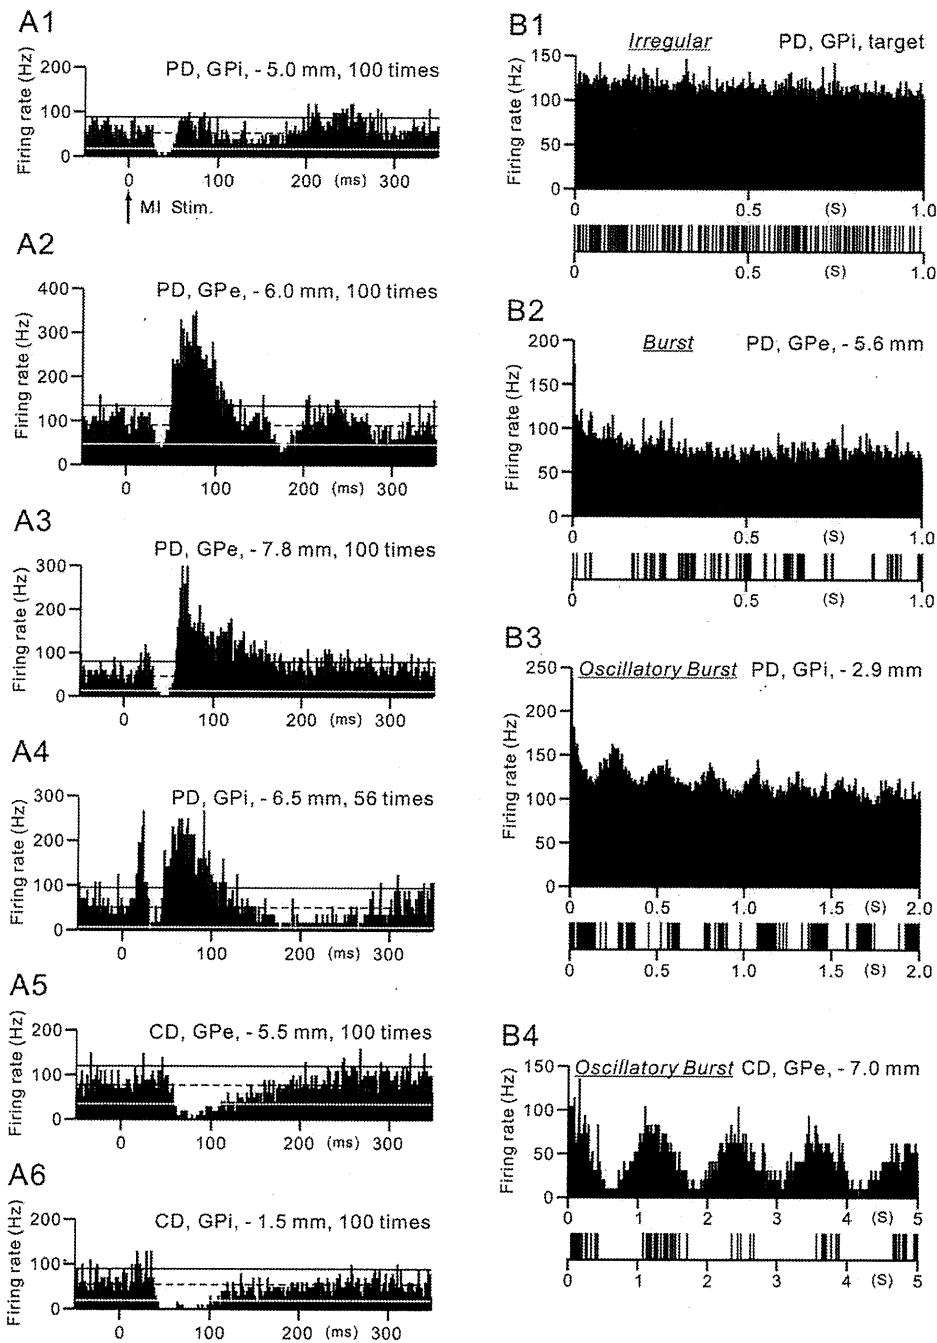 A1
PD, GPi, - 5.0 mm, 100 times
Firing rate (Hz)
200
100
0
0 100 200 (ms) 300
MI Stim.
A2
PD, GPe, - 6.0 mm, 100 times
Firing rate (Hz)
400
300
200
100
0
0 100 200 (ms) 300
A3
PD, GPe, - 7.8 mm, 100 times
Firing rate (Hz)
300
200
100
0
0 100 200 (ms) 300
A4
PD, GPi, - 6.5 mm, 56 times
Firing rate (Hz)
300
200
100
0
0 100 200 (ms) 300
A5
CD, GPe, - 5.5 mm, 100 times
Firing rate (Hz)
200
100
0
0 100 200 (ms) 300
A6
CD, GPi, - 1.5 mm, 100 times
Firing rate (Hz)
200
100
0
0 100 200 (ms) 300
B1
Irregular PD, GPi, target
Firing rate (Hz)
150
100
50
0
0 0.5 (S) 1.0
0 0.5 (S) 1.0
B2
Burst PD, GPe, - 5.6 mm
Firing rate (Hz)
200
150
100
50
0
0 0.5 (S) 1.0
0 0.5 (S) 1.0
B3
Oscillatory Burst PD, GPi, - 2.9 mm
Firing rate (Hz)
250
200
150
100
50
0
0 0.5 1.0 1.5 (S) 2.0
0 0.5 1.0 1.5 (S) 2.0
B4
Oscillatory Burst CD, GPe, - 7.0 mm
Firing rate (Hz)
150
100
50
0
0 1 2 3 4 (S) 5
0 1 2 3 4 (S) 5